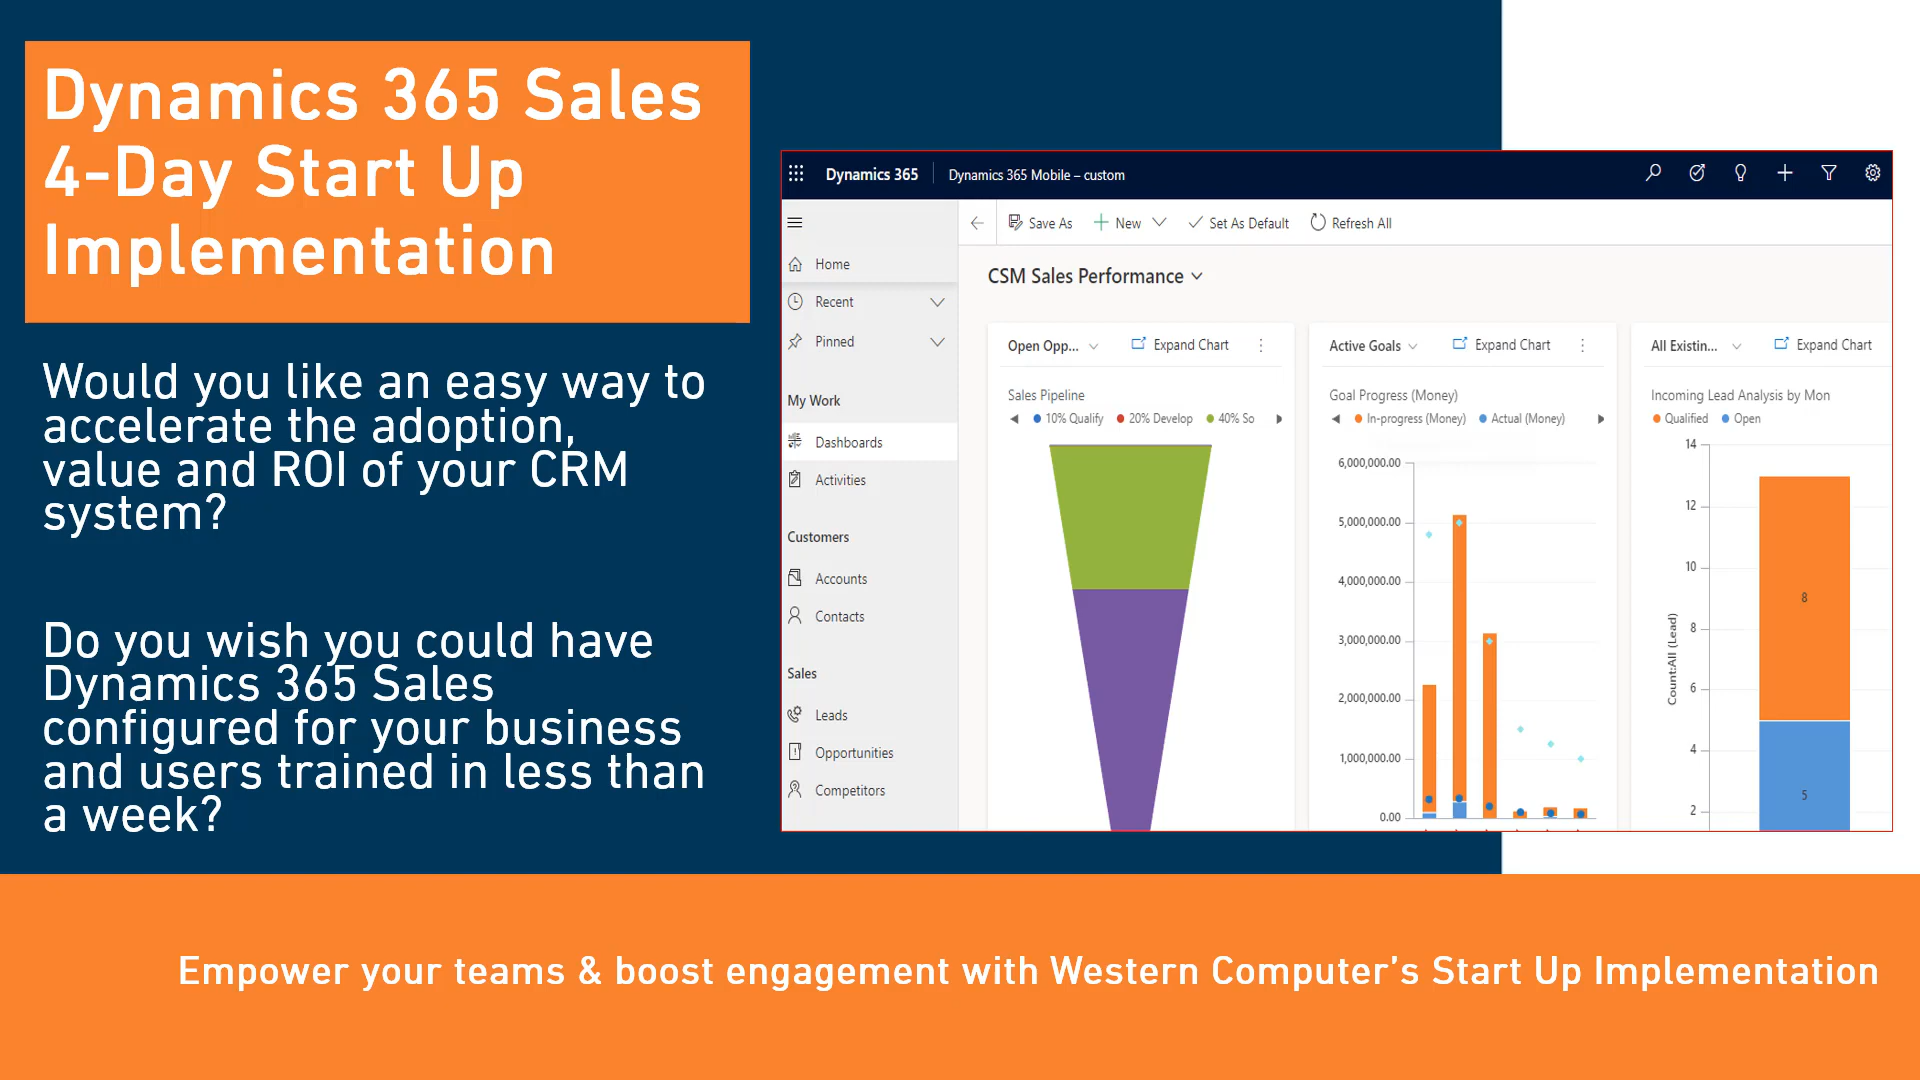 Dynamics 365 Sales
4-Day Start Up
Implementation
Would you like an easy way to
accelerate the adoption,
value and ROI of your CRM
system?
Do you wish you could have
Dynamics 365 Sales
configured for your business
and users trained in less than
a week?
Dynamics 365
Dynamics 365 Mobile – custom
Home
Recent
Pinned
My Work
Dashboards
Activities
Customers
Accounts
Contacts
Sales
Leads
Opportunities
Competitors
Save As
New
Set As Default
Refresh All
CSM Sales Performance
Open Opp...
Expand Chart
Sales Pipeline
10% Qualify
20% Develop
40% So
Active Goals
Expand Chart
Goal Progress (Money)
In-progress (Money)
Actual (Money)
6,000,000.00
5,000,000.00
4,000,000.00
3,000,000.00
2,000,000.00
1,000,000.00
0.00
All Existin...
Expand Chart
Incoming Lead Analysis by Mon
Qualified
Open
Count:All (Lead)
14
12
10
8
6
4
2
8
5
Empower your teams & boost engagement with Western Computer’s Start Up Implementation